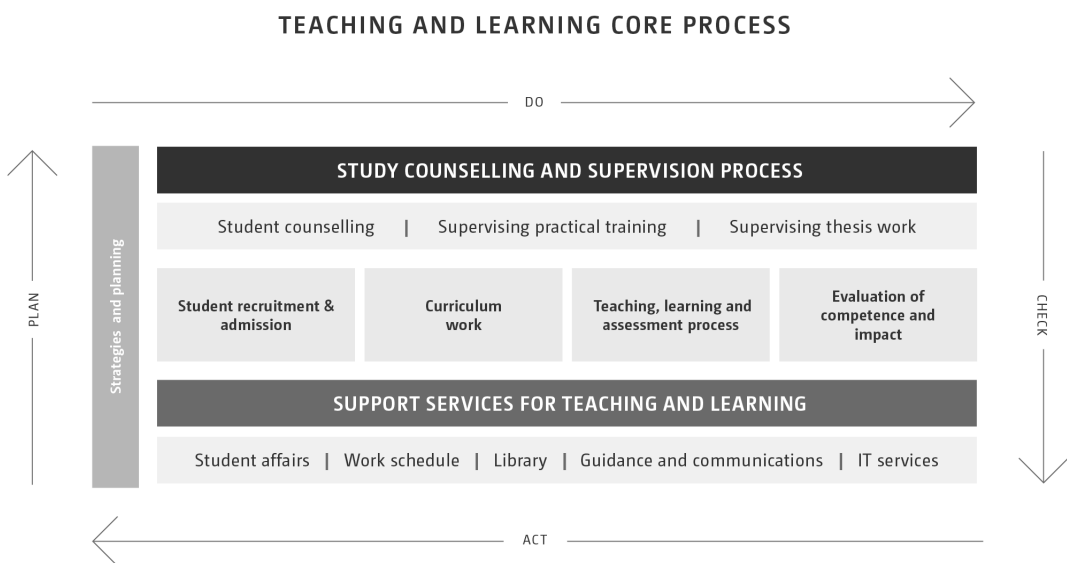 TEACHING AND LEARNING CORE PROCESS
DO
STUDY COUNSELLING AND SUPERVISION PROCESS
Student counselling | Supervising practical training | Supervising thesis work
PLAN
Strategies and planning
Student recruitment &
admission
Curriculum
work
Teaching, learning and
assessment process
Evaluation of
competence and
impact
CHECK
SUPPORT SERVICES FOR TEACHING AND LEARNING
Student affairs | Work schedule | Library | Guidance and communications | IT services
ACT